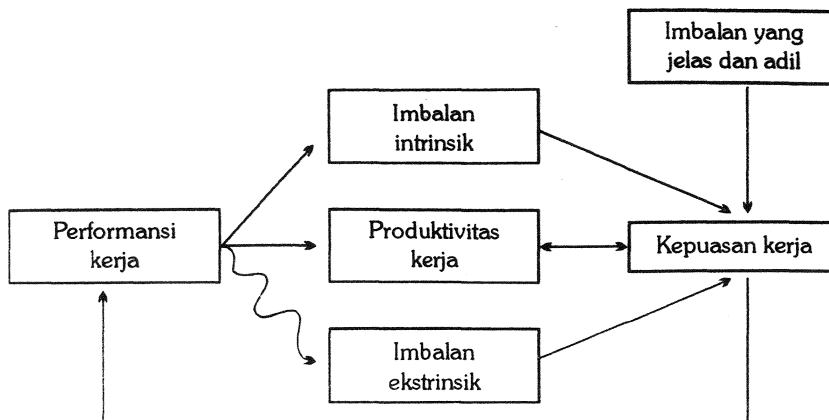 Imbalan yang
jelas dan adil
Imbalan
intrinsik
Performansi
kerja
Produktivitas
kerja
Kepuasan kerja
Imbalan
ekstrinsik